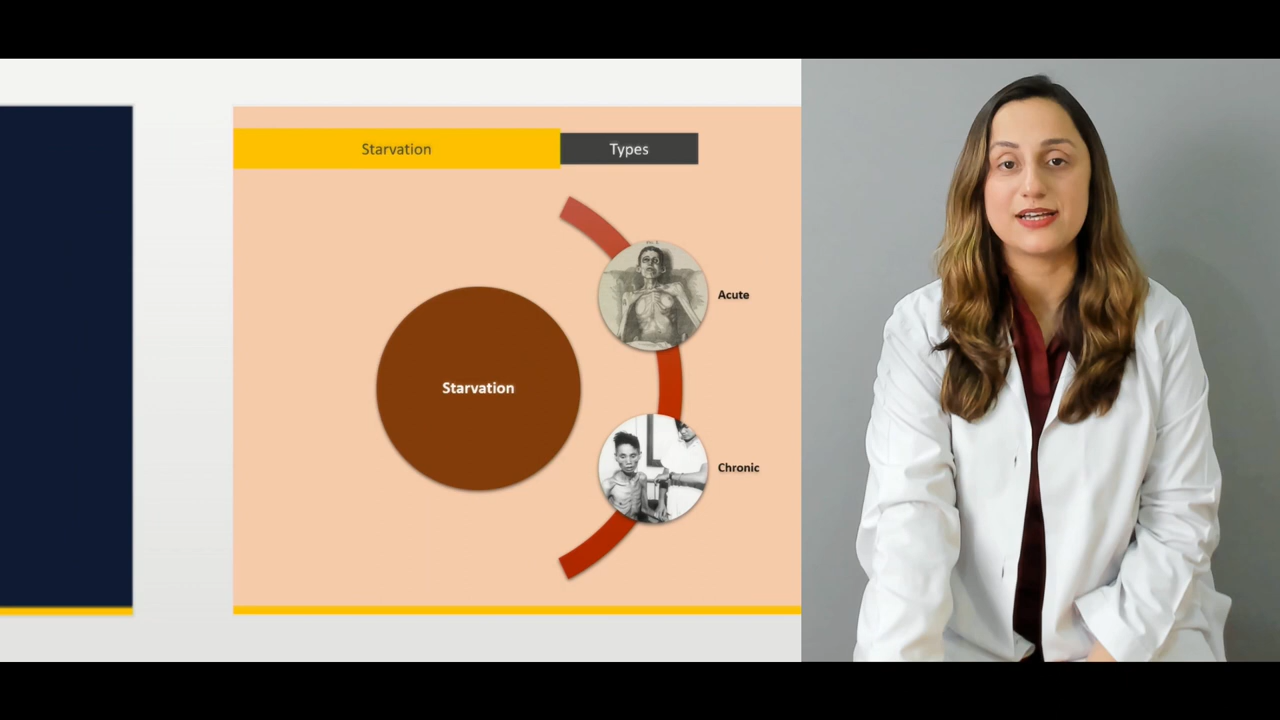 Starvation
Types
Starvation
Acute
Chronic